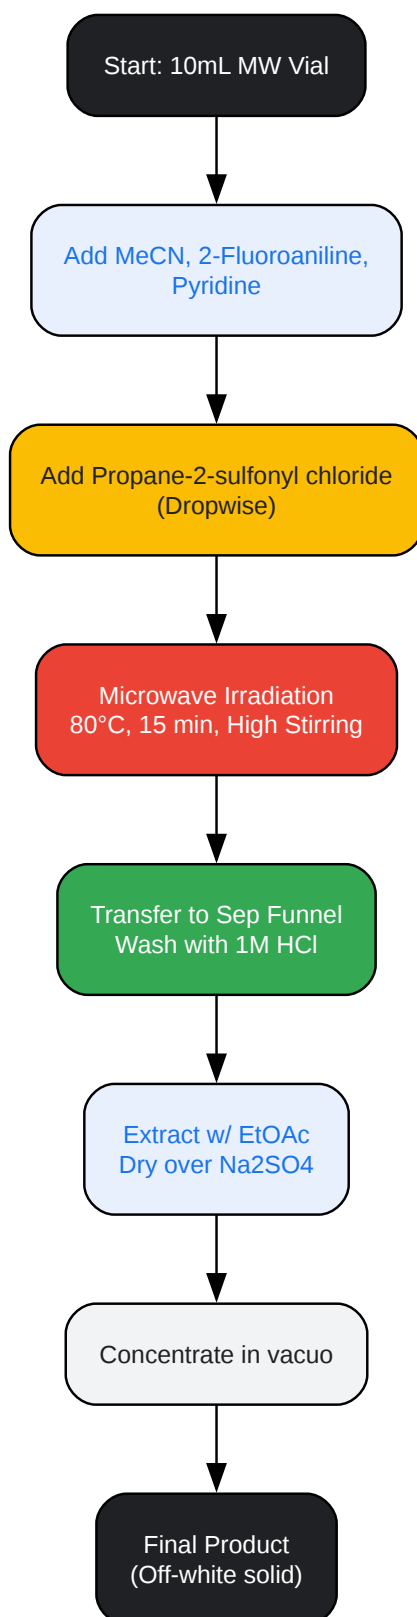 Start: 10mL MW Vial
Add MeCN, 2-Fluoroaniline,
Pyridine
Add Propane-2-sulfonyl chloride
(Dropwise)
Microwave Irradiation
80°C, 15 min, High Stirring
Transfer to Sep Funnel
Wash with 1M HCl
Extract w/ EtOAc
Dry over Na2SO4
Concentrate in vacuo
Final Product
(Off-white solid)